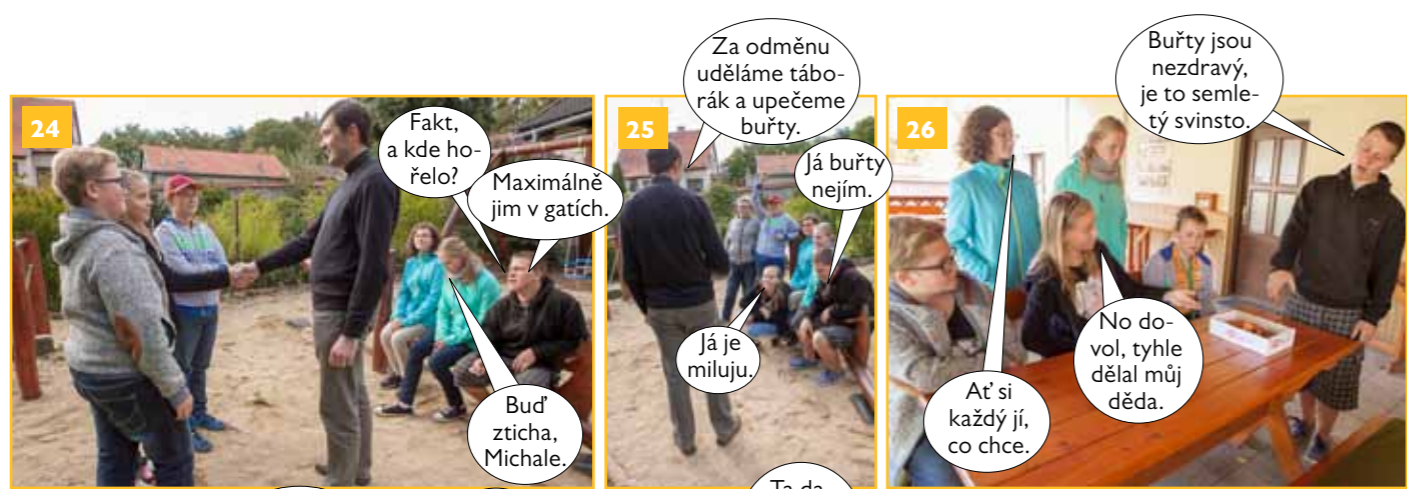 24
Fakt,
a kde ho-
řelo?
Maximálně
jim v gatích.
Buď
zticha,
Michale.
25
Za odměnu
uděláme tábo-
rák a upečeme
buřty.
Já buřty
nejím.
Já je
miluju.
Ta da
26
Buřty jsou
nezdravý,
je to semle-
tý svinsto.
No do-
vol, tyhle
dělal můj
děda.
Ať si
každý jí,
co chce.